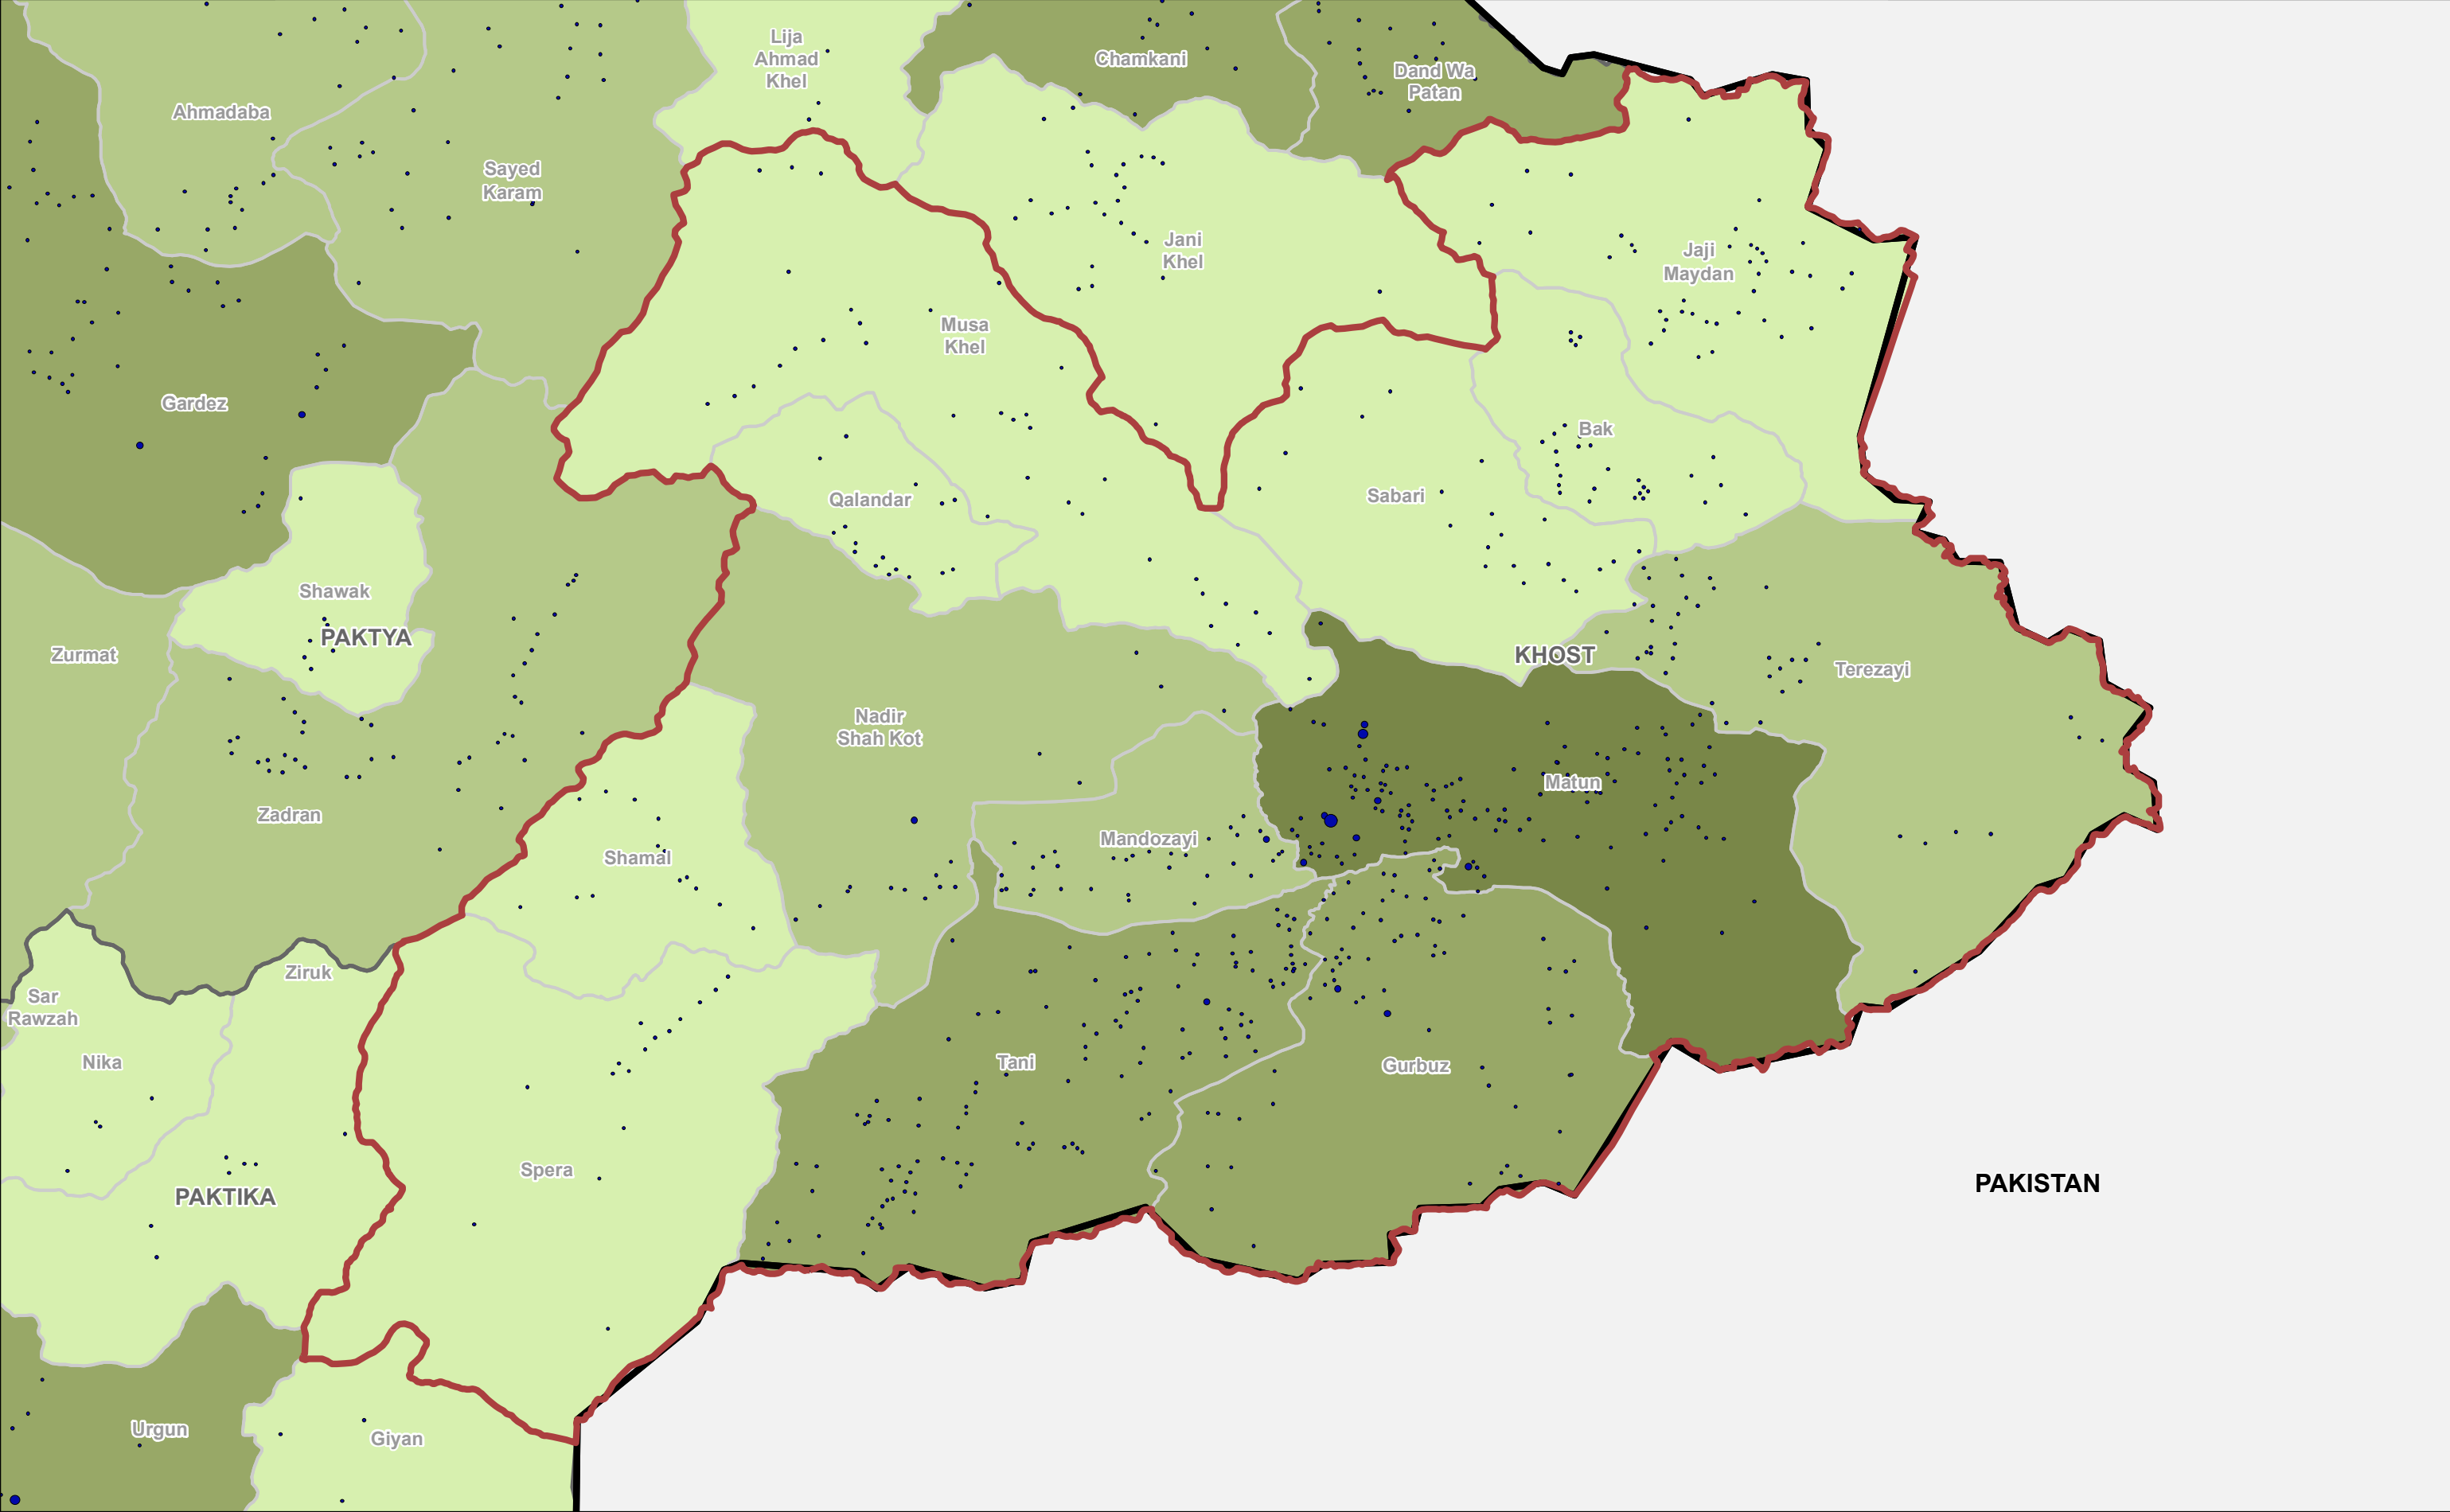 Lija
Ahmad
Khel
Chamkani
Dand Wa
Patan
Ahmadaba
Sayed
Karam
Jani
Khel
Jaji
Maydan
Musa
Khel
Gardez
Bak
Qalandar
Sabari
Shawak
PAKTYA
Zurmat
KHOST
Terezayi
Nadir
Shah Kot
Matun
Zadran
Mandozayi
Shamal
Ziruk
Sar
Rawzah
Nika
Tani
Gurbuz
Spera
PAKISTAN
PAKTIKA
Urgun
Giyan